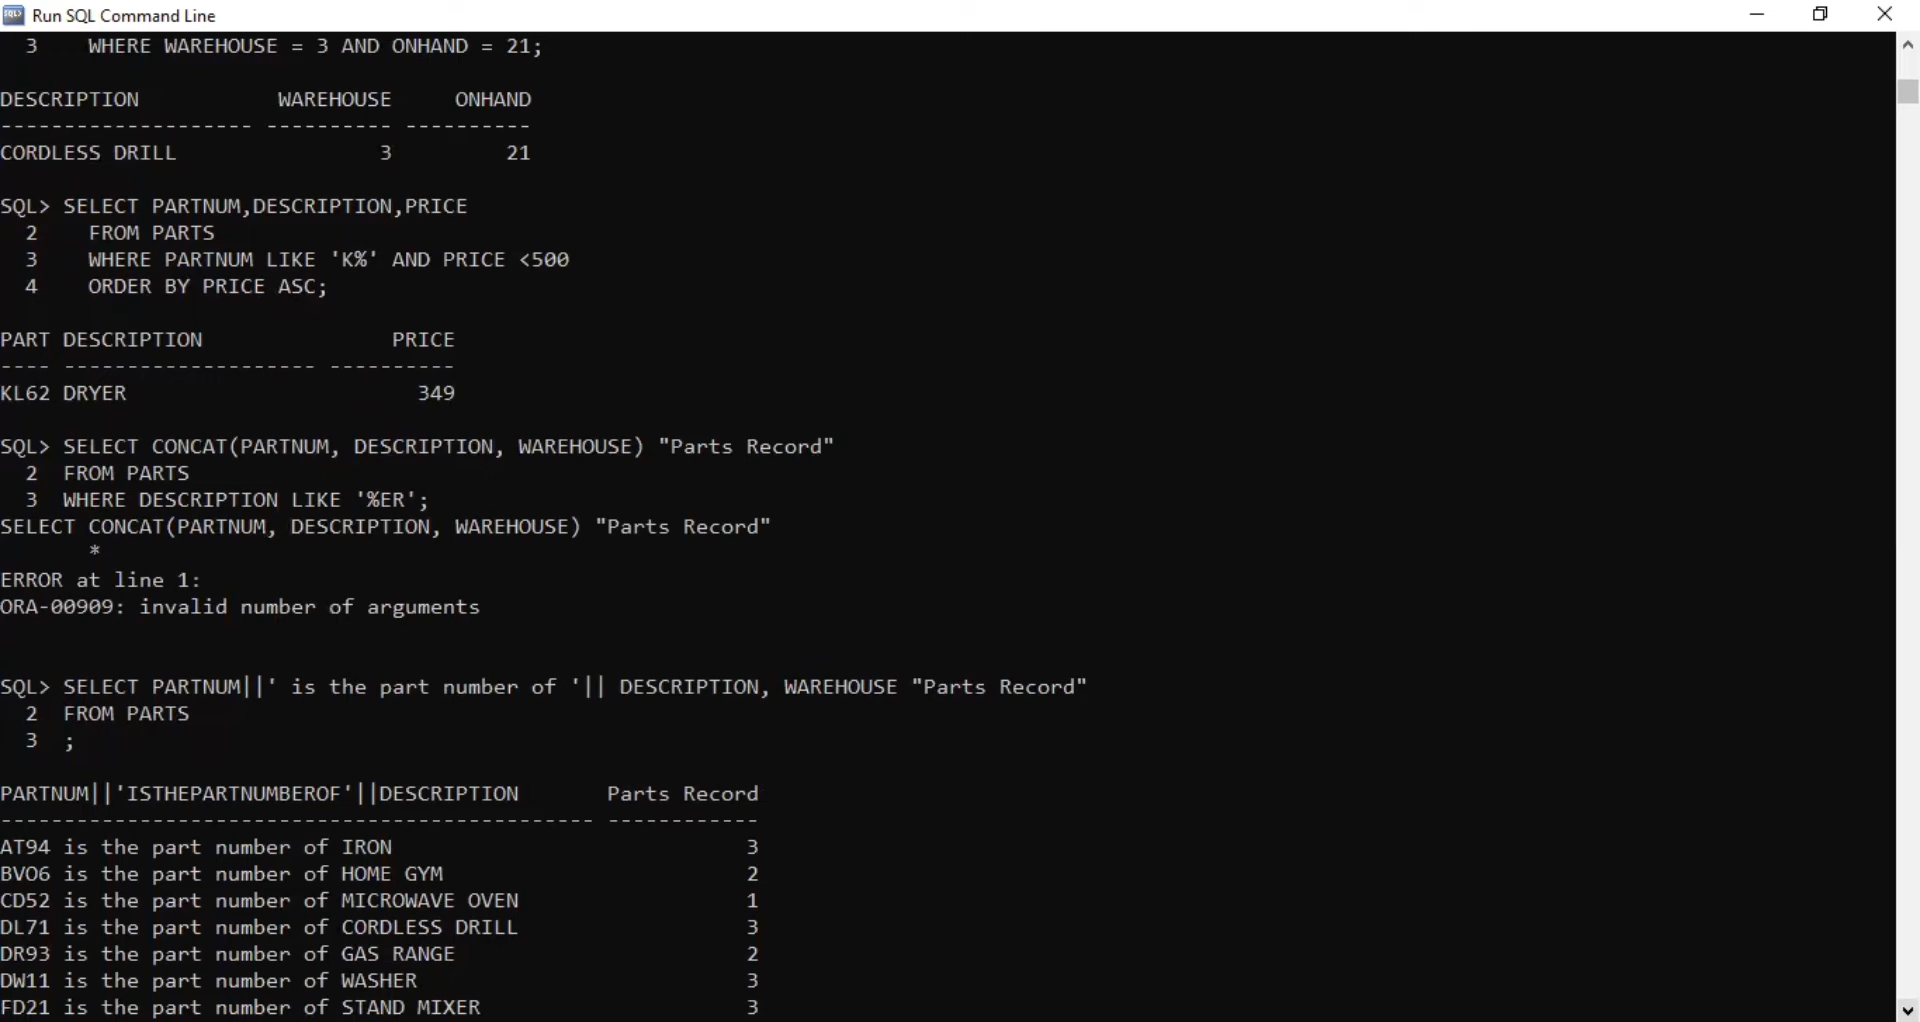 Run SQL Command Line
  3    WHERE WAREHOUSE = 3 AND ONHAND = 21;
DESCRIPTION           WAREHOUSE     ONHAND
-------------------- ---------- ----------
CORDLESS DRILL                3         21
SQL> SELECT PARTNUM,DESCRIPTION,PRICE
  2    FROM PARTS
  3    WHERE PARTNUM LIKE 'K%' AND PRICE <500
  4    ORDER BY PRICE ASC;
PART DESCRIPTION               PRICE
---- -------------------- ----------
KL62 DRYER                       349
SQL> SELECT CONCAT(PARTNUM, DESCRIPTION, WAREHOUSE) "Parts Record"
  2  FROM PARTS
  3  WHERE DESCRIPTION LIKE '%ER';
SELECT CONCAT(PARTNUM, DESCRIPTION, WAREHOUSE) "Parts Record"
       *
ERROR at line 1:
ORA-00909: invalid number of arguments
SQL> SELECT PARTNUM||' is the part number of '|| DESCRIPTION, WAREHOUSE "Parts Record"
  2  FROM PARTS
  3  ;
PARTNUM||'ISTHEPARTNUMBEROF'||DESCRIPTION       Parts Record
----------------------------------------------- ------------
AT94 is the part number of IRON                            3
BVO6 is the part number of HOME GYM                        2
CD52 is the part number of MICROWAVE OVEN                  1
DL71 is the part number of CORDLESS DRILL                  3
DR93 is the part number of GAS RANGE                       2
DW11 is the part number of WASHER                          3
FD21 is the part number of STAND MIXER                     3